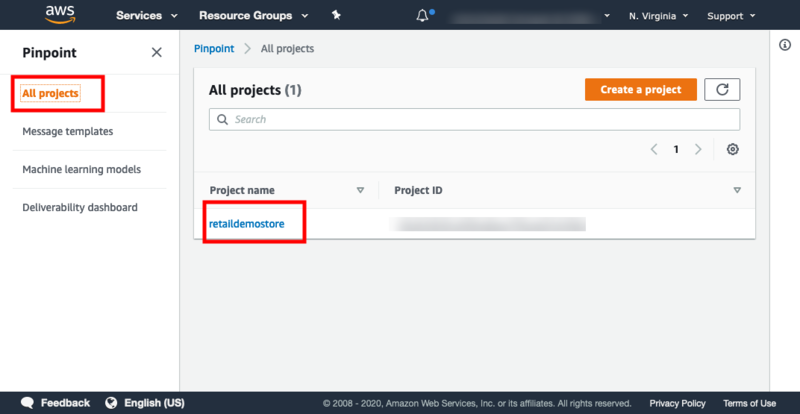 aws Services Resource Groups N. Virginia Support
Pinpoint
All projects
Message templates
Machine learning models
Deliverability dashboard
Pinpoint > All projects
All projects (1) Create a project
Search
< 1 >
Project name Project ID
retaildemostore
Feedback English (US) © 2008 - 2020, Amazon Web Services, Inc. or its affiliates. All rights reserved. Privacy Policy Terms of Use